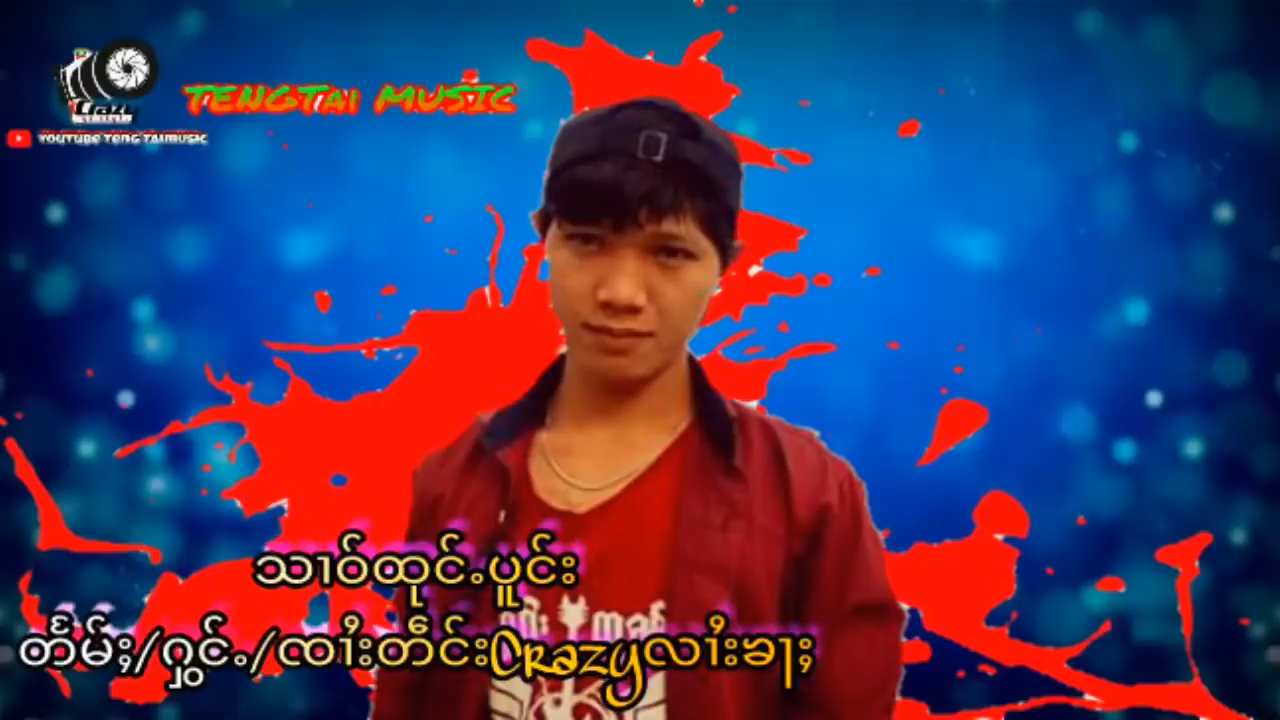 TENGTai MUSIC
Crazy
YOUTUBE TENG TAIMUSIC
သၢဝ်ထုင်ႉပူင်း
တႅမ်ႈ/ႁွင်ႉ/ၸၢႆးတဵင်းCrazyလၢႆးၶႃႈ